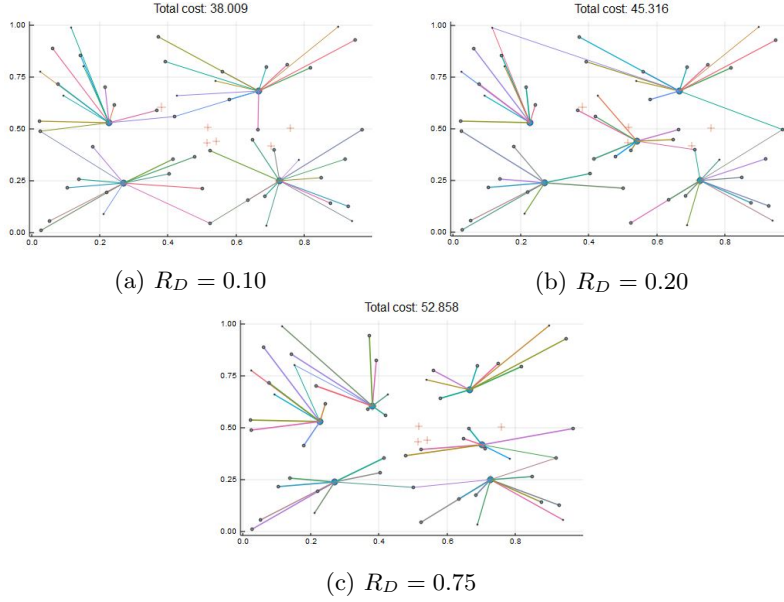 Total cost: 38.009
Total cost: 45.316
1.00
0.75
0.50
0.25
0.00
0.0 0.2 0.4 0.6 0.8
1.00
0.75
0.50
0.25
0.00
0.0 0.2 0.4 0.6 0.8
(a) R_D = 0.10
(b) R_D = 0.20
Total cost: 52.858
1.00
0.75
0.50
0.25
0.00
0.0 0.2 0.4 0.6 0.8
(c) R_D = 0.75